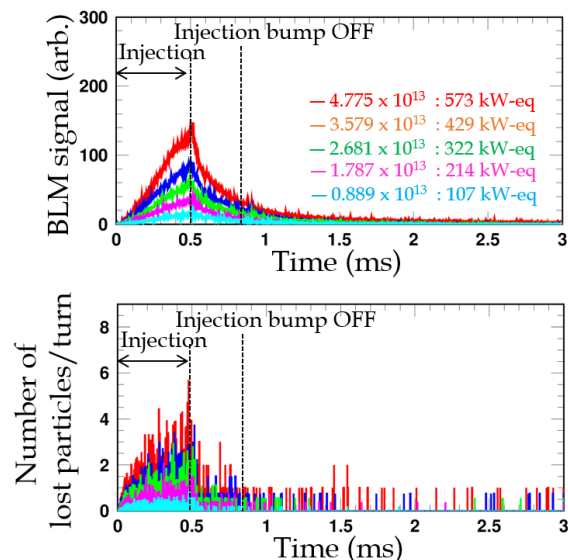 BLM signal (arb.)
300
200
100
0
Injection bump OFF
Injection
— 4.775 x 10¹³ : 573 kW-eq
— 3.579 x 10¹³ : 429 kW-eq
— 2.681 x 10¹³ : 322 kW-eq
— 1.787 x 10¹³ : 214 kW-eq
— 0.889 x 10¹³ : 107 kW-eq
0 0.5 1 1.5 2 2.5 3
Time (ms)
Number of
lost particles/turn
8
6
4
2
0
Injection bump OFF
Injection
0 0.5 1 1.5 2 2.5 3
Time (ms)